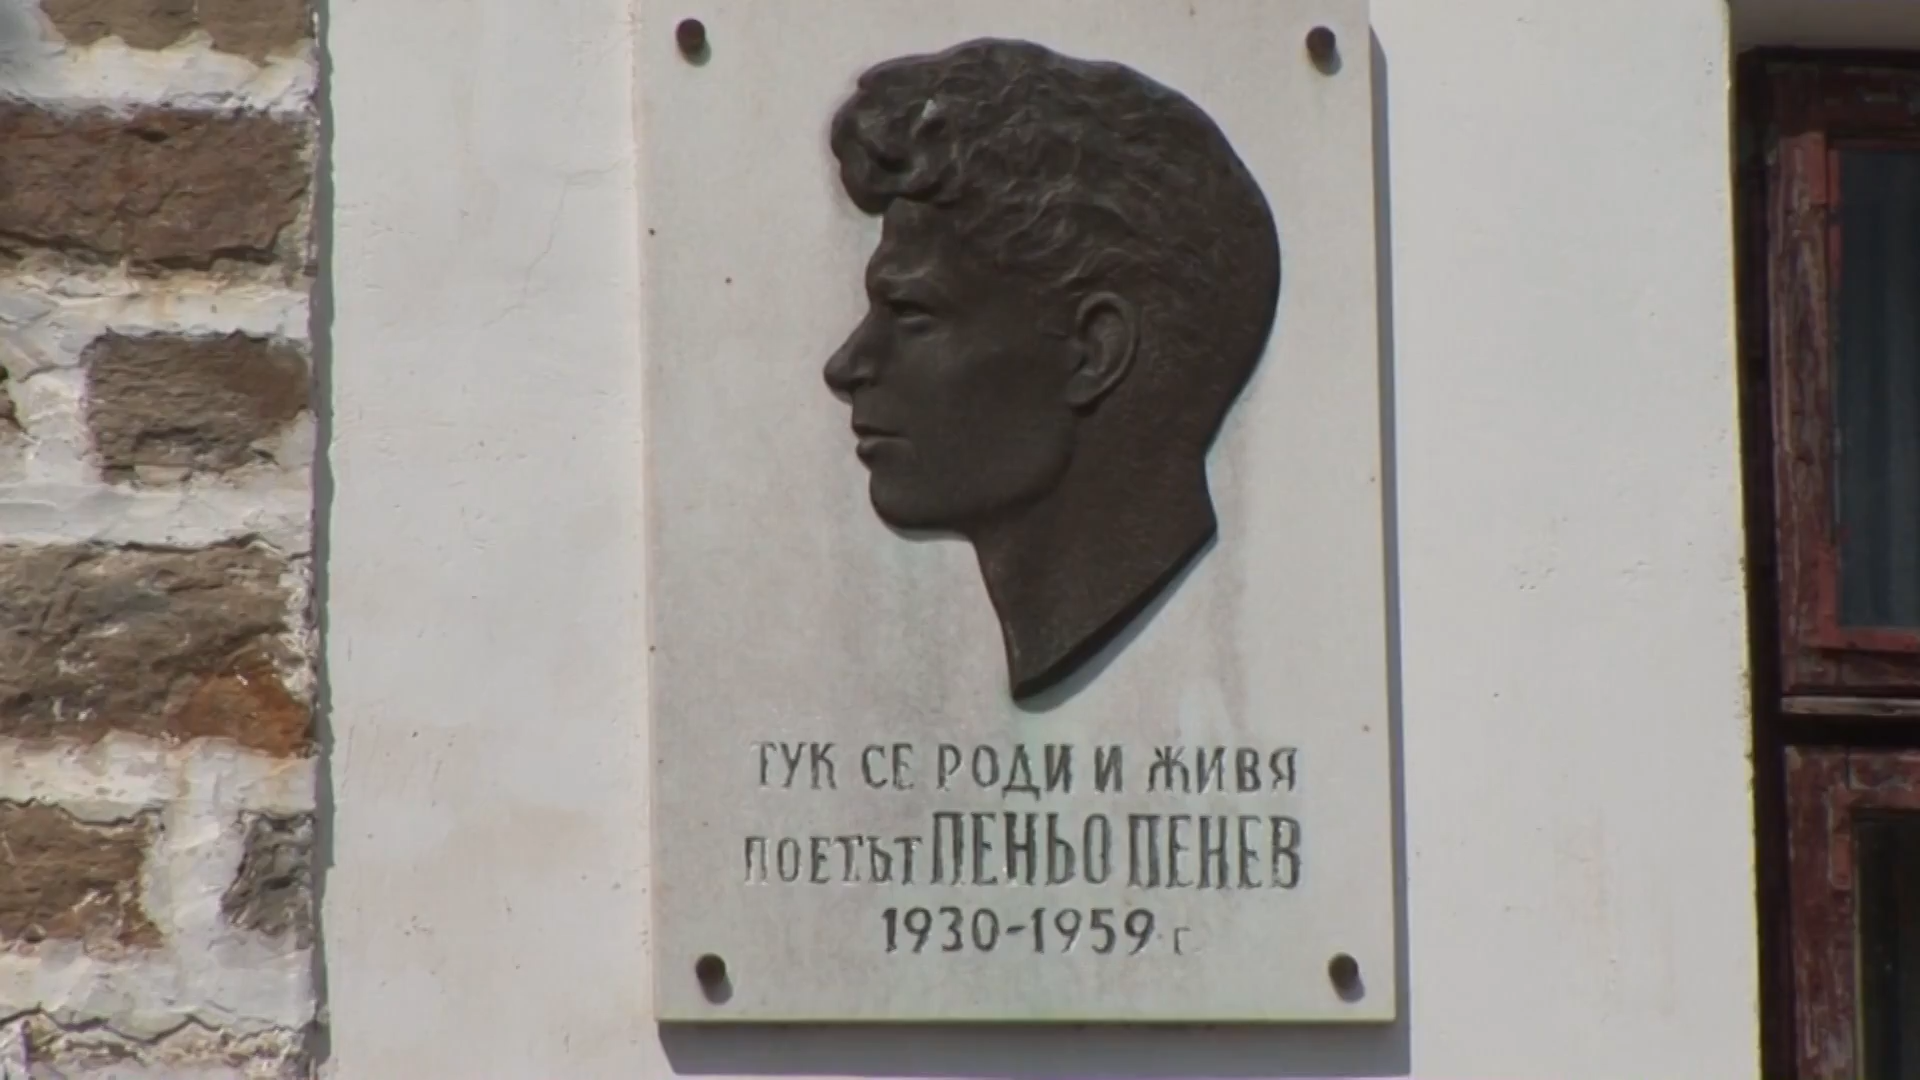 ТУК СЕ РОДИ И ЖИВЯ
ПОЕТЪТ ПЕНЬО ПЕНЕВ
1930-1959 г